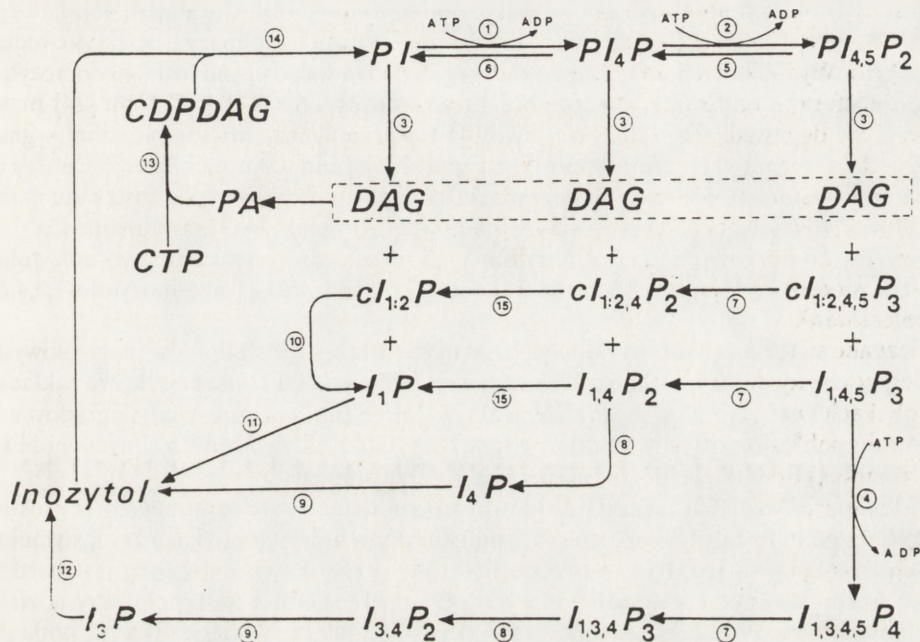 ATP ① ADP ATP ② ADP
⑭ PI PI₄P PI₄,₅P₂
⑥ ⑤
CDPDAG
③ ③ ③
⑬
PA DAG DAG DAG
+ + +
CTP
cI₁:₂P ⑮ cI₁:₂,₄P₂ ⑦ cI₁:₂,₄,₅P₃
⑩ + + +
I₁P ⑮ I₁,₄P₂ ⑦ I₁,₄,₅P₃
⑪ ⑧ ATP
Inozytol ⑨ I₄P ④
ADP
⑫
I₃P ⑨ I₃,₄P₂ ⑧ I₁,₃,₄P₃ ⑦ I₁,₃,₄,₅P₄